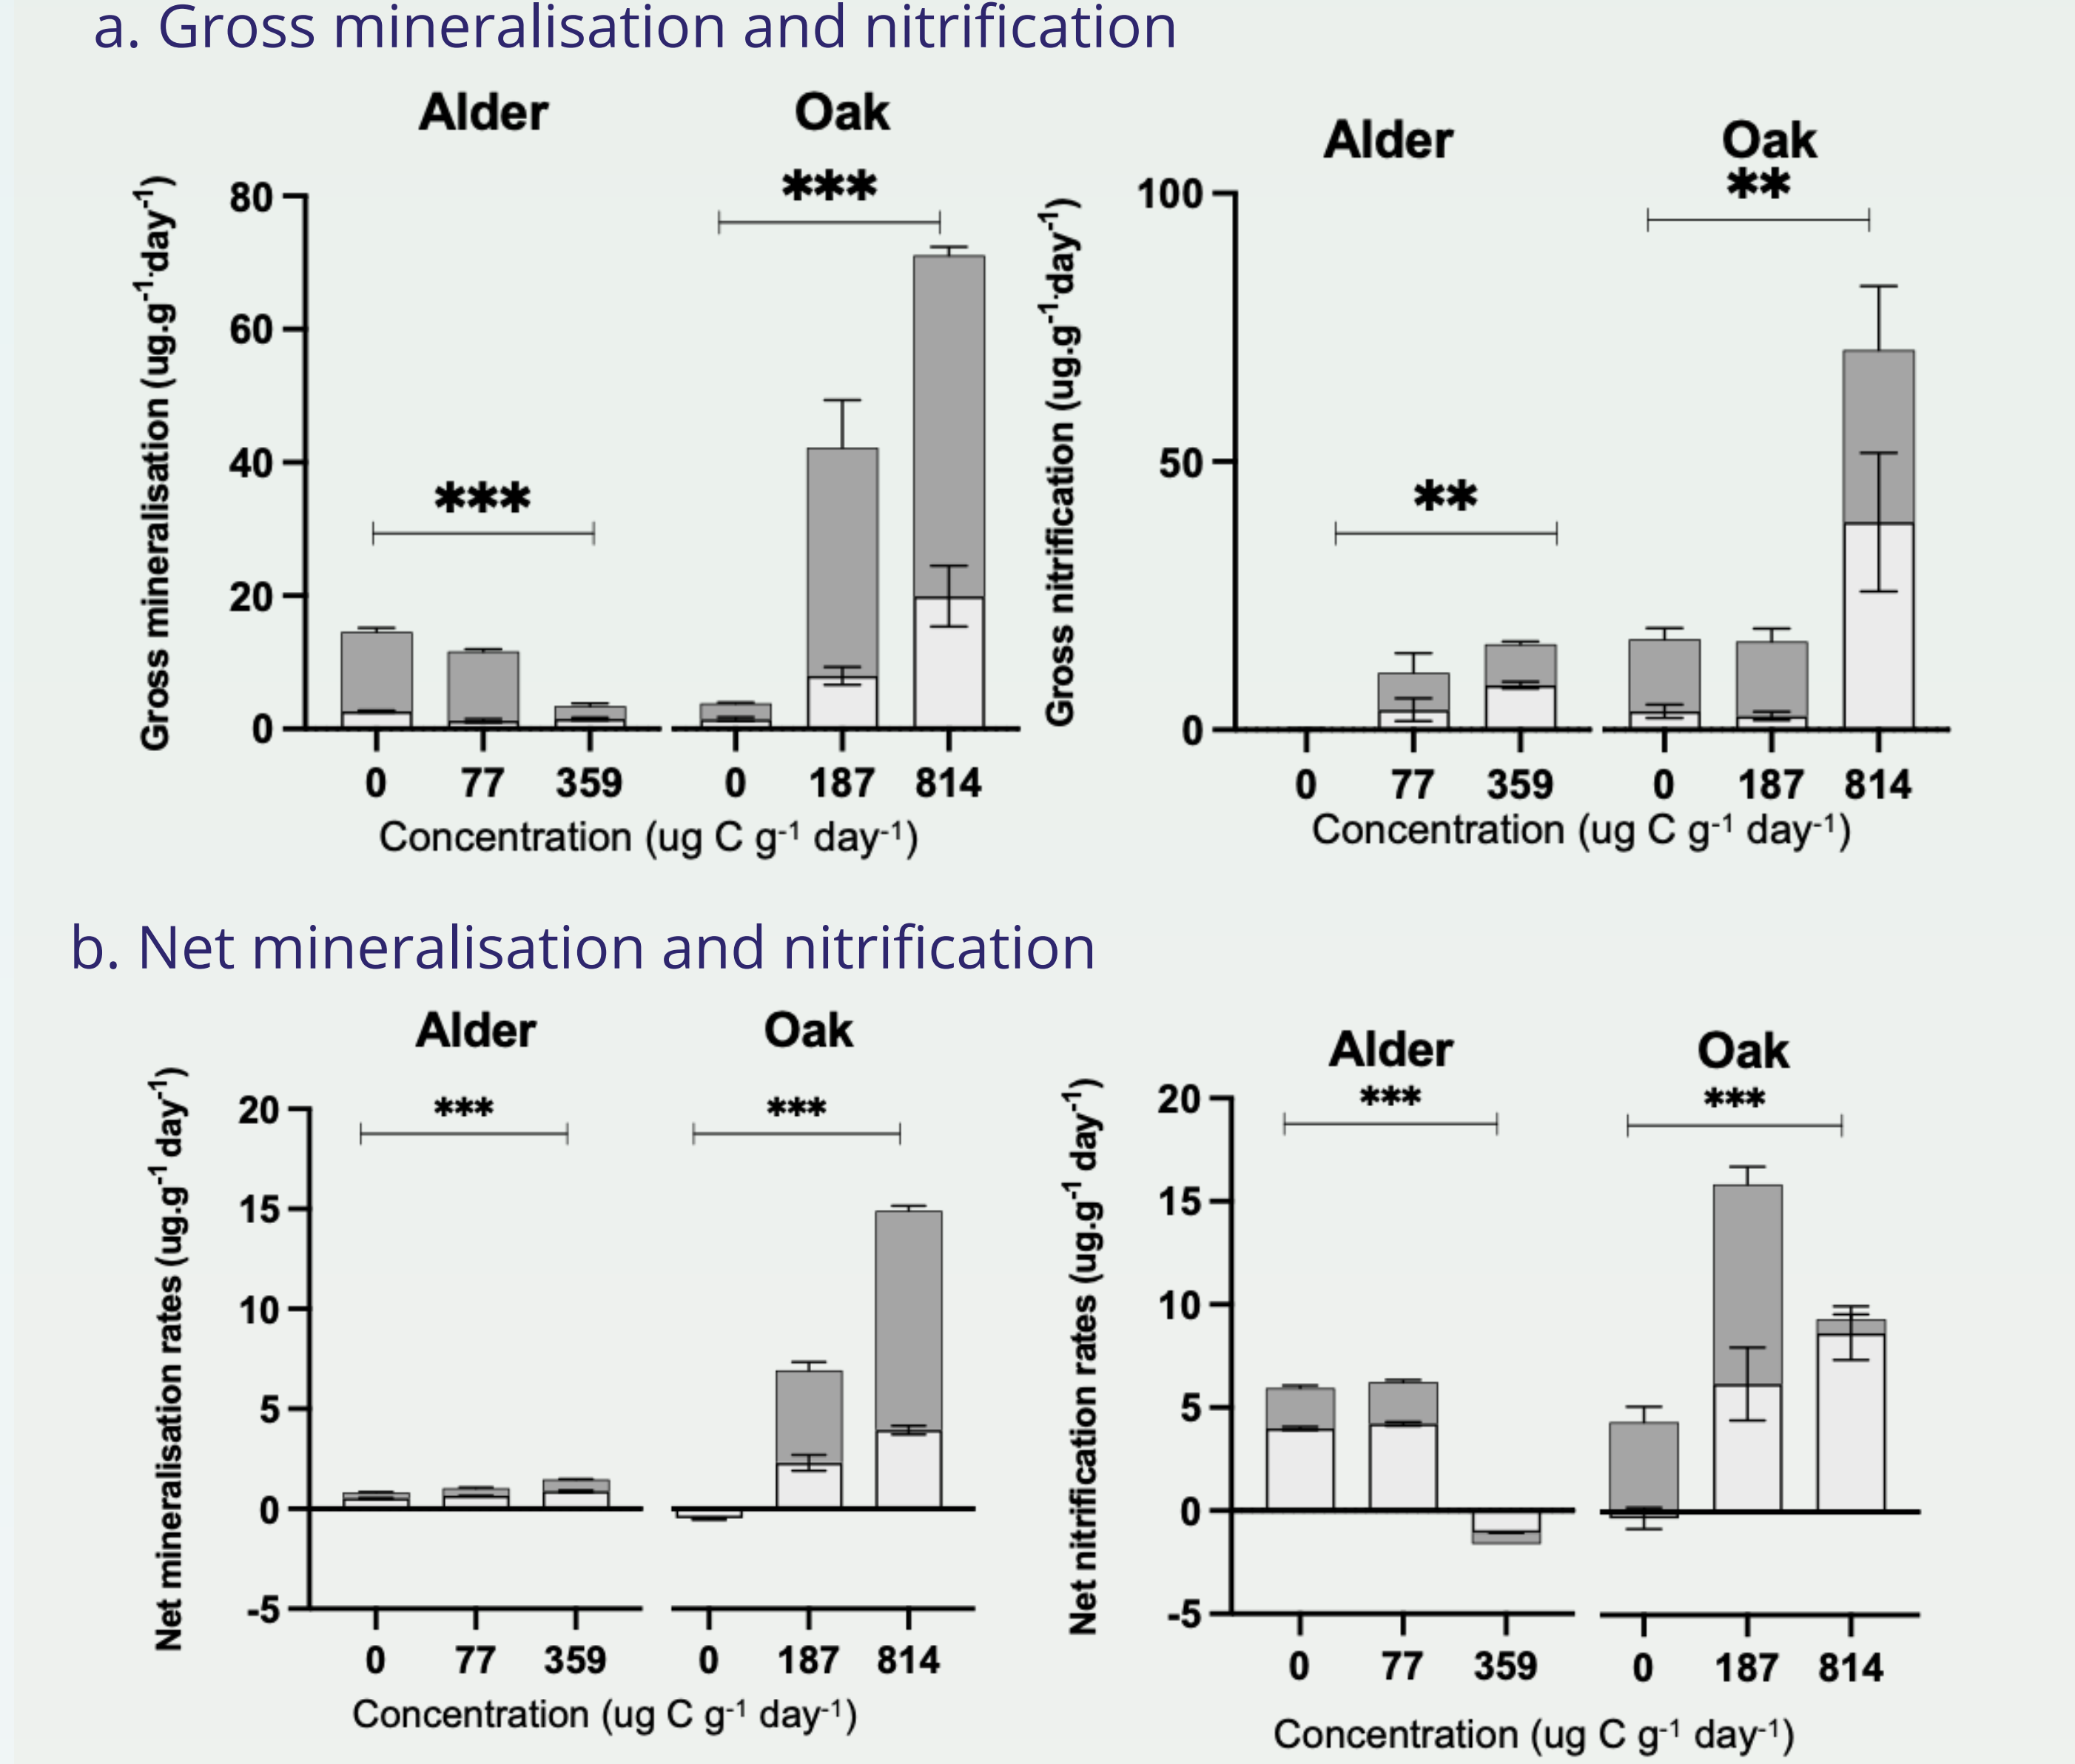 a. Gross mineralisation and nitrification
Alder Oak
***
***
Gross mineralisation (ug.g-1.day-1)
80
60
40
20
0
0 77 359 0 187 814
Concentration (ug C g-1 day-1)
Alder Oak
**
**
Gross nitrification (ug.g-1.day-1)
100
50
0
0 77 359 0 187 814
Concentration (ug C g-1 day-1)
b. Net mineralisation and nitrification
Alder Oak
*** ***
Net mineralisation rates (ug.g-1 day-1)
20
15
10
5
0
-5
0 77 359 0 187 814
Concentration (ug C g-1 day-1)
Alder Oak
*** ***
Net nitrification rates (ug.g-1 day-1)
20
15
10
5
0
-5
0 77 359 0 187 814
Concentration (ug C g-1 day-1)